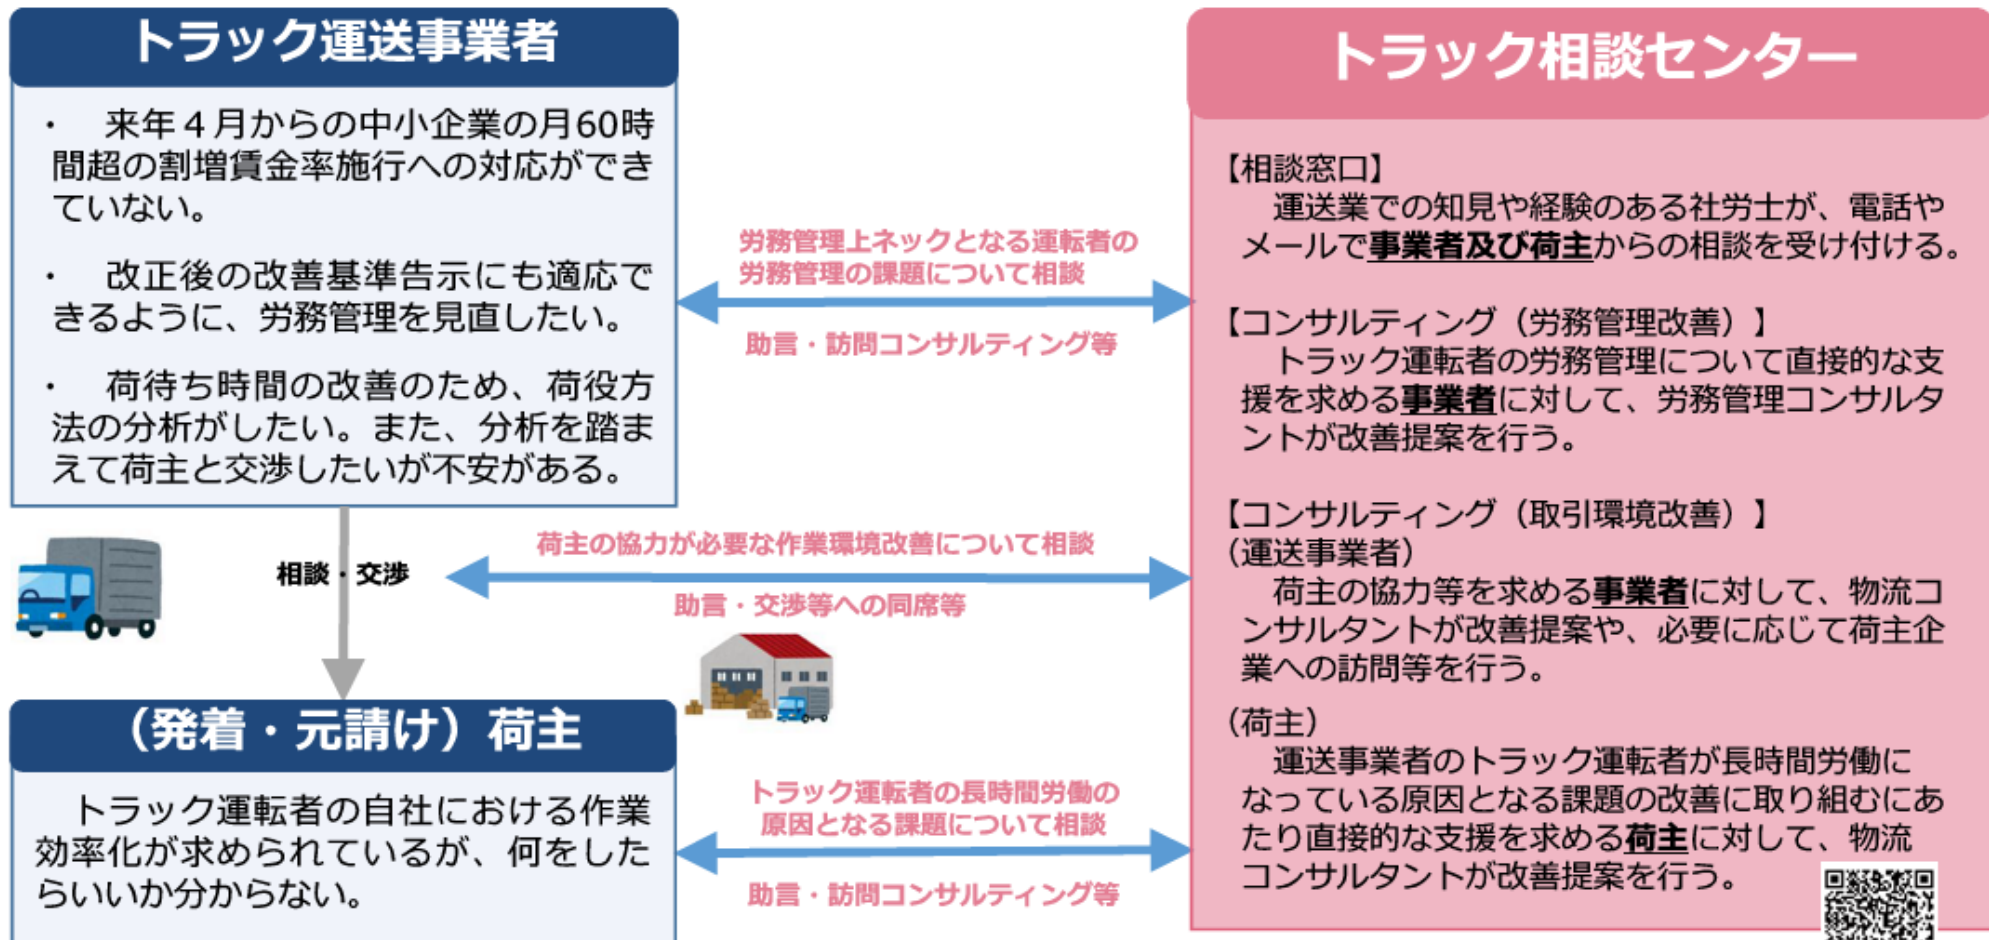 トラック運送事業者
・　来年４月からの中小企業の月60時
間超の割増賃金率施行への対応ができ
ていない。
・　改正後の改善基準告示にも適応で
きるように、労務管理を見直したい。
・　荷待ち時間の改善のため、荷役方
法の分析がしたい。また、分析を踏ま
えて荷主と交渉したいが不安がある。
相談・交渉
（発着・元請け）荷主
トラック運転者の自社における作業
効率化が求められているが、何をした
らいいか分からない。
労務管理上ネックとなる運転者の
労務管理の課題について相談
助言・訪問コンサルティング等
荷主の協力が必要な作業環境改善について相談
助言・交渉等への同席等
トラック運転者の長時間労働の
原因となる課題について相談
助言・訪問コンサルティング等
トラック相談センター
【相談窓口】
運送業での知見や経験のある社労士が、電話や
メールで事業者及び荷主からの相談を受け付ける。
【コンサルティング（労務管理改善）】
トラック運転者の労務管理について直接的な支
援を求める事業者に対して、労務管理コンサルタ
ントが改善提案を行う。
【コンサルティング（取引環境改善）】
（運送事業者）
荷主の協力等を求める事業者に対して、物流コ
ンサルタントが改善提案や、必要に応じて荷主企
業への訪問等を行う。
（荷主）
運送事業者のトラック運転者が長時間労働に
なっている原因となる課題の改善に取り組むにあ
たり直接的な支援を求める荷主に対して、物流
コンサルタントが改善提案を行う。